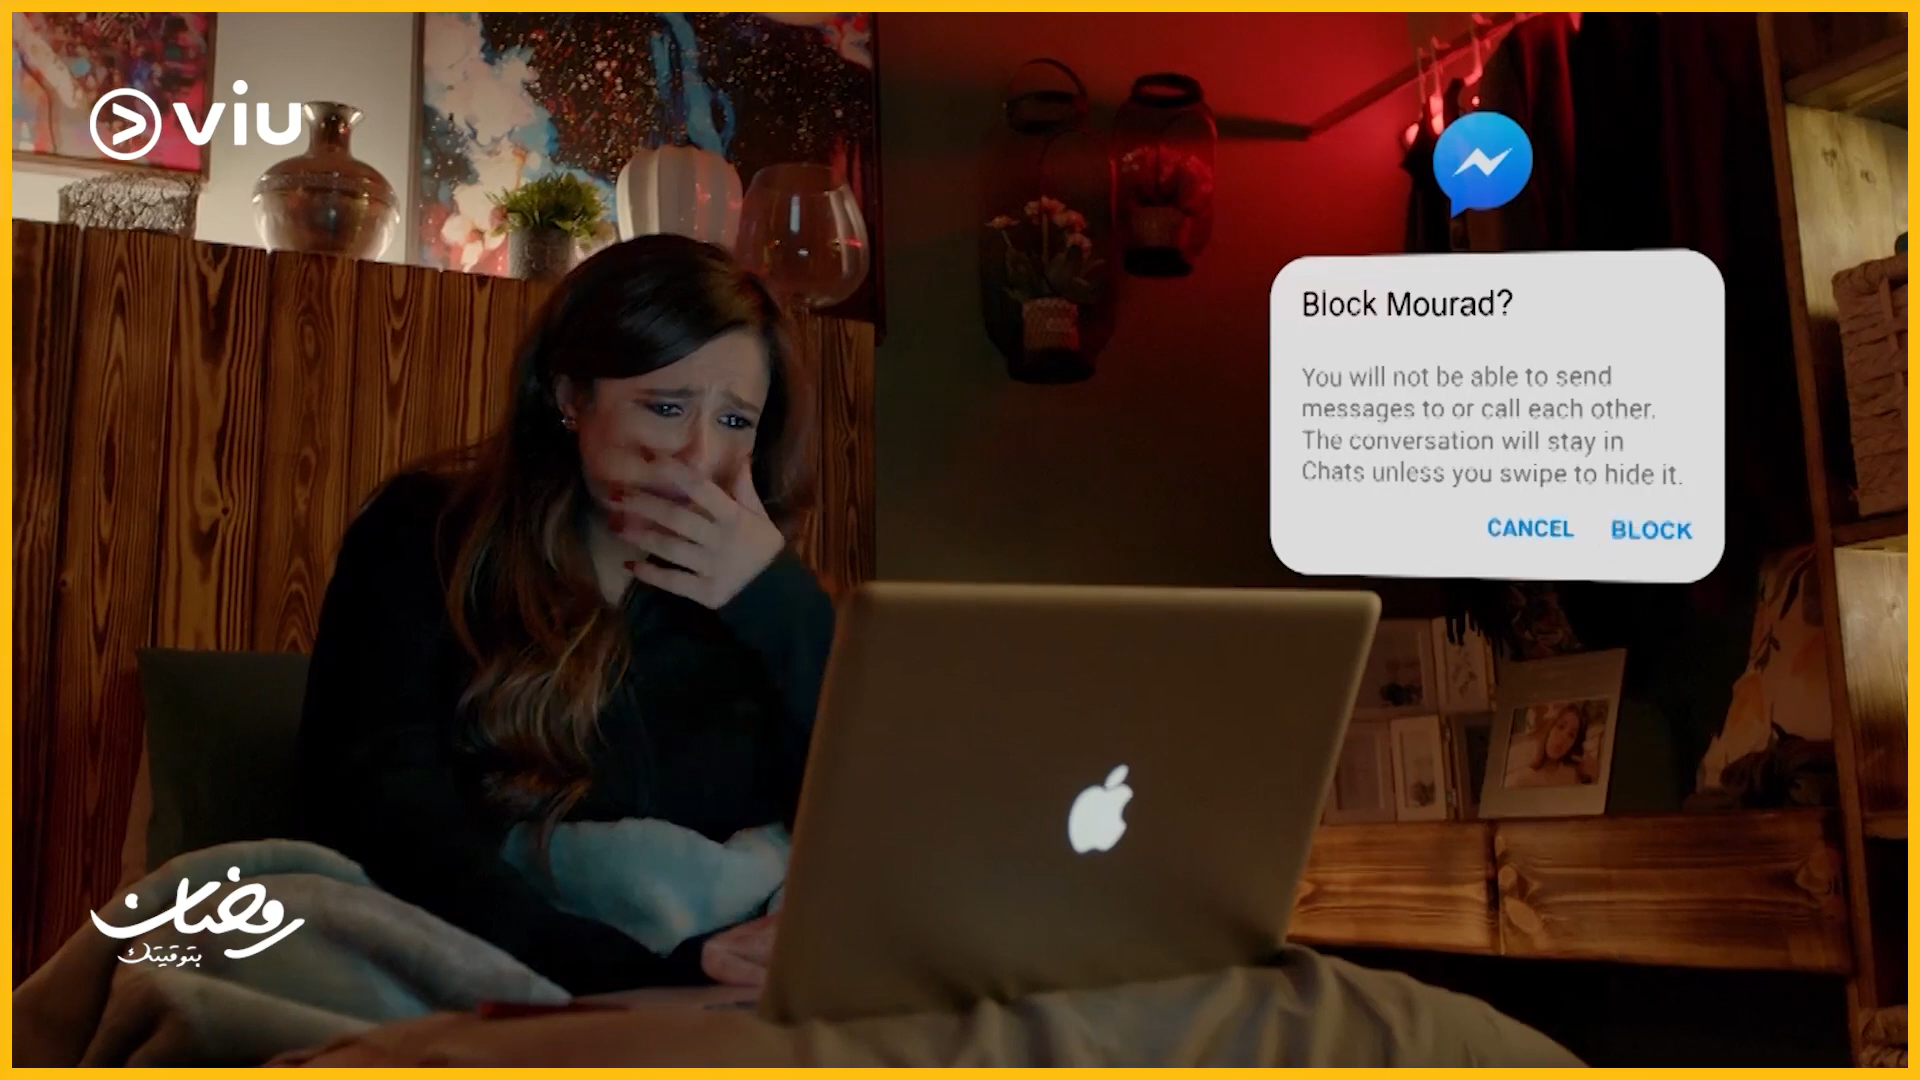 viu
Block Mourad?
You will not be able to send
messages to or call each other.
The conversation will stay in
Chats unless you swipe to hide it.
CANCEL BLOCK
رمضان
بتوقيتك